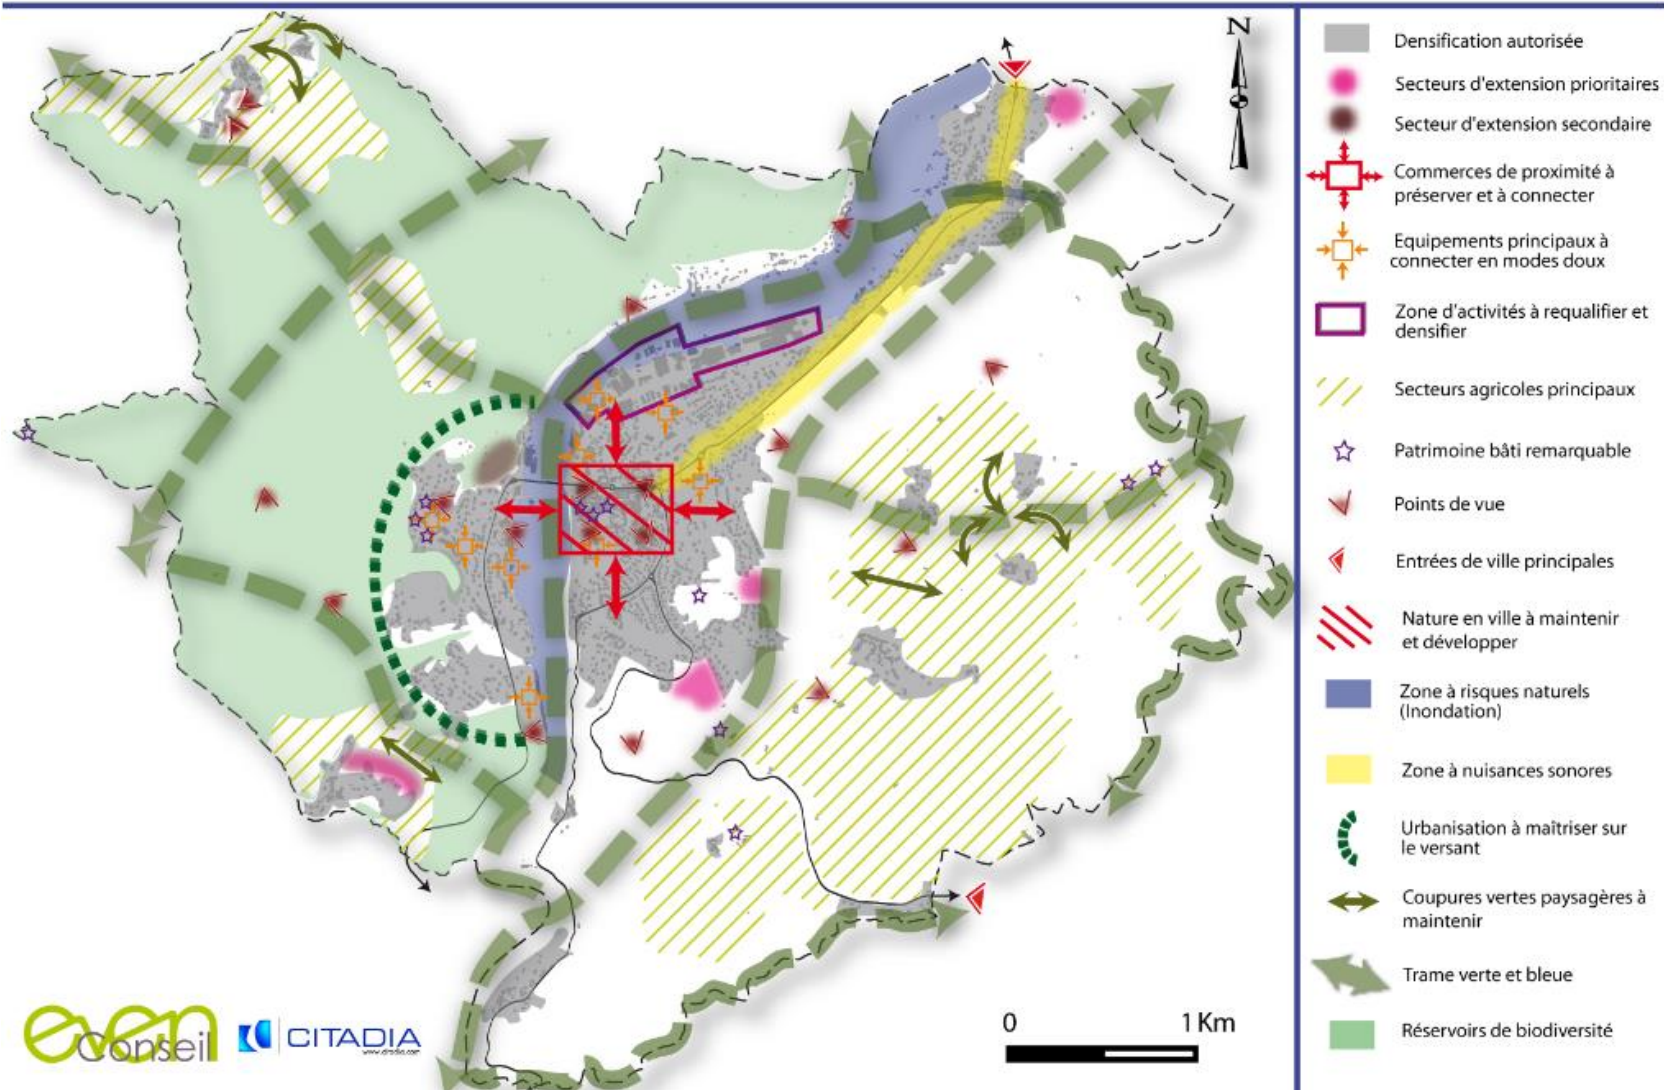 N
Densification autorisée
Secteurs d'extension prioritaires
Secteur d'extension secondaire
Commerces de proximité à
préserver et à connecter
Equipements principaux à
connecter en modes doux
Zone d'activités à requalifier et
densifier
Secteurs agricoles principaux
Patrimoine bâti remarquable
Points de vue
Entrées de ville principales
Nature en ville à maintenir
et développer
Zone à risques naturels
(Inondation)
Zone à nuisances sonores
Urbanisation à maîtriser sur
le versant
Coupures vertes paysagères à
maintenir
Trame verte et bleue
Réservoirs de biodiversité
0 1 Km
even
Conseil
CITADIA
www.citadia.com